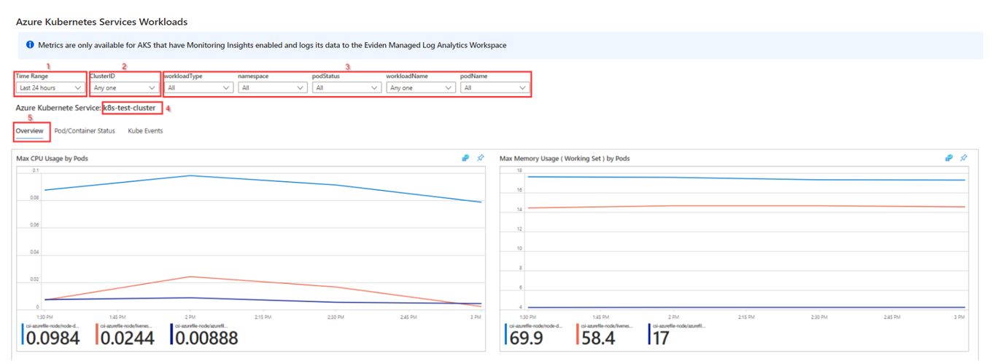 Azure Kubernetes Services Workloads
Metrics are only available for AKS that have Monitoring Insights enabled and logs its data to the Eviden Managed Log Analytics Workspace
1 2 3
Time Range ClusterID workloadType namespace podStatus workloadName podName
Last 24 hours Any one All All All Any one All
Azure Kubernete Service: k8s-test-cluster 4
5
Overview Pod/Container Status Kube Events
Max CPU Usage by Pods
0.1
0.08
0.06
0.04
0.02
0
1:30 PM 1:45 PM 2 PM 2:15 PM 2:30 PM 2:45 PM 3 PM
csi-azurefile-node/node-d... csi-azurefile-node/livenes... csi-azurefile-node/azurefil...
0.0984 0.0244 0.00888
Max Memory Usage ( Working Set ) by Pods
18
16
14
12
10
8
6
4
1:30 PM 1:45 PM 2 PM 2:15 PM 2:30 PM 2:45 PM 3 PM
csi-azurefile-node/node-d... csi-azurefile-node/livenes... csi-azurefile-node/azurefil...
69.9 58.4 17